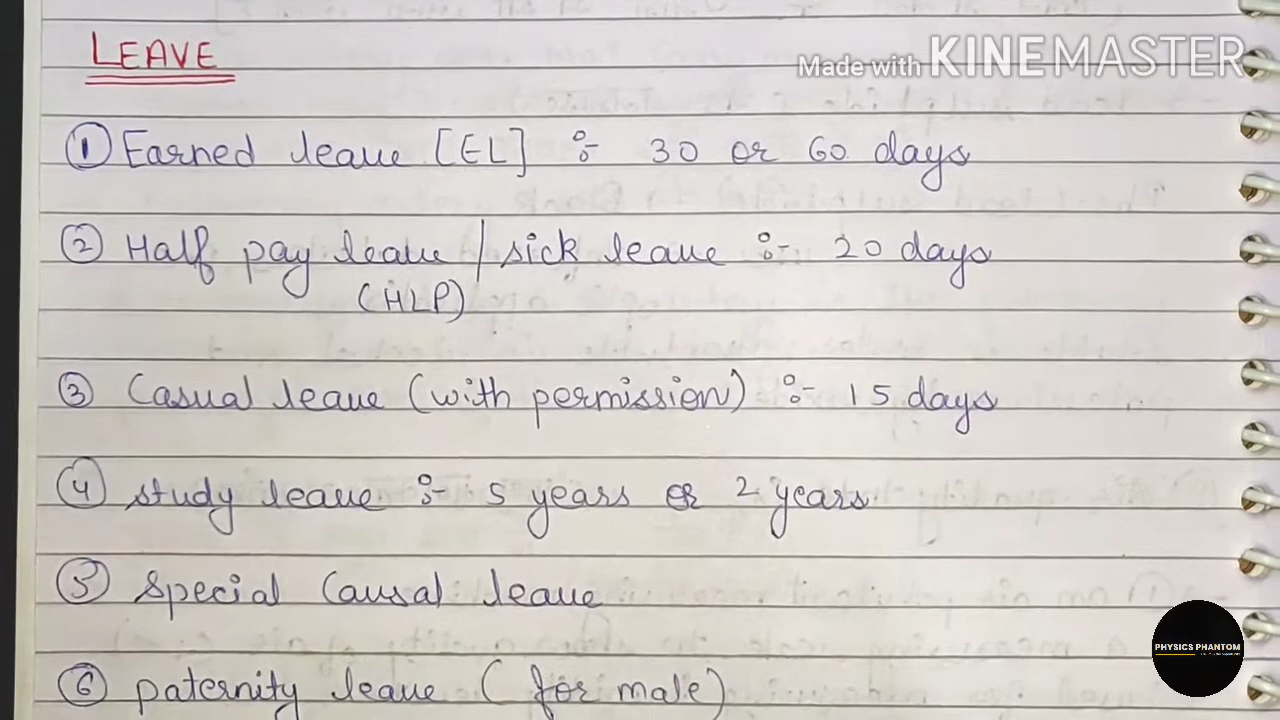 LEAVE
Made with KINEMASTER
① Earned leave [EL] :- 30 or 60 days
② Half pay leave / sick leave :- 20 days
(HLP)
③ Casual leave (with permission) :- 15 days
④ study leave :- 5 years or 2 years
⑤ special Causal leave
⑥ paternity leave ( for male)
PHYSICS PHANTOM